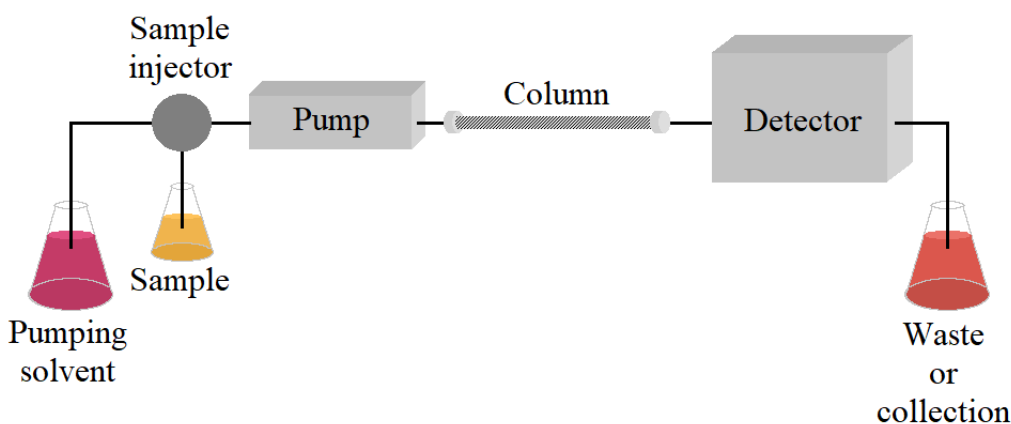 Sample
injector
Pump
Column
Detector
Sample
Pumping
solvent
Waste
or
collection